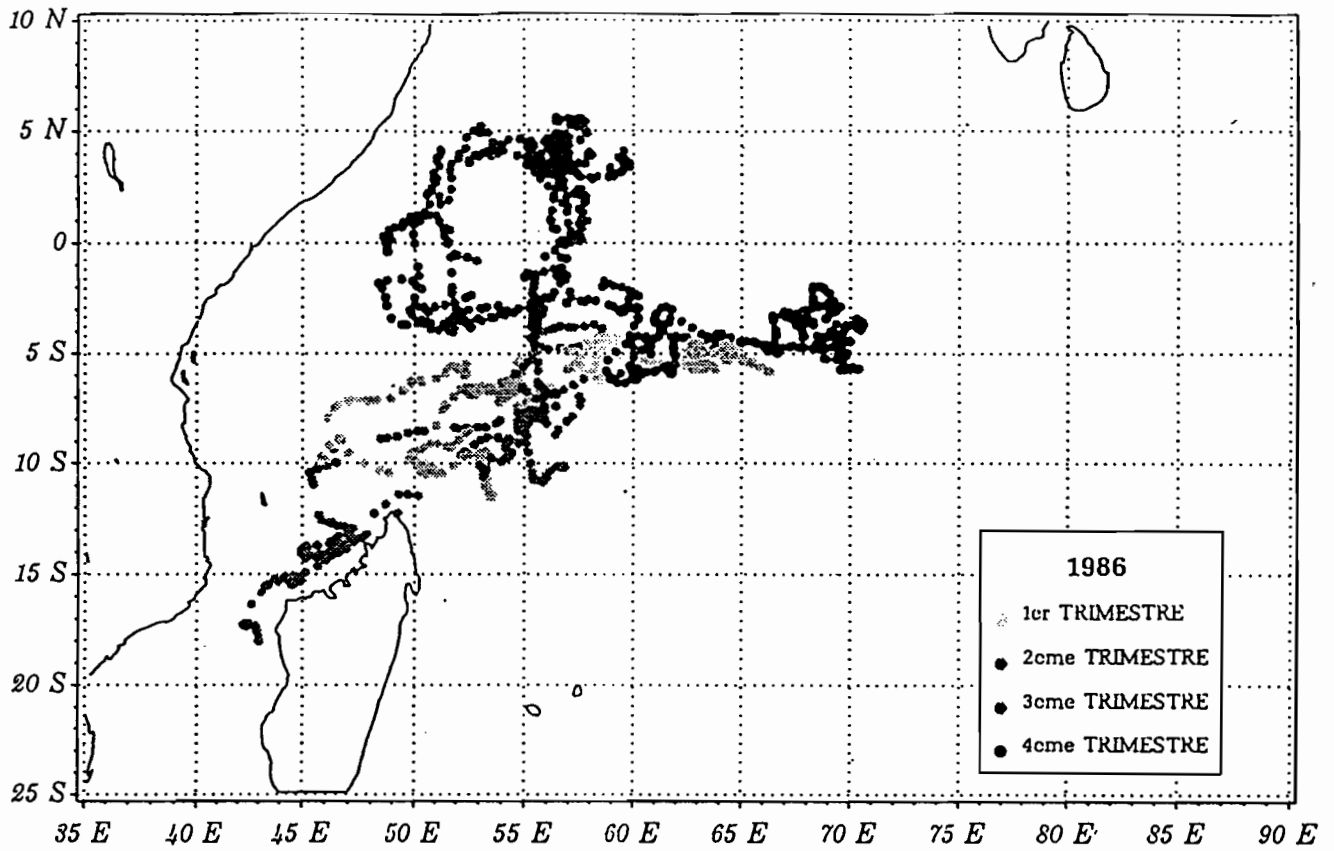 10 N
5 N
0
5 S
10 S
15 S
20 S
25 S
35 E 40 E 45 E 50 E 55 E 60 E 65 E 70 E 75 E 80 E 85 E 90 E
1986
1er TRIMESTRE
2eme TRIMESTRE
3eme TRIMESTRE
4eme TRIMESTRE